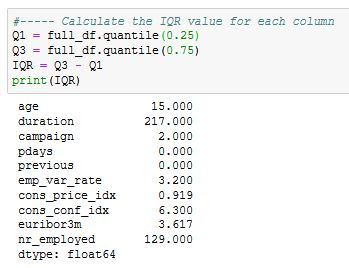 #----- Calculate the IQR value for each column
Q1 = full_df.quantile(0.25)
Q3 = full_df.quantile(0.75)
IQR = Q3 - Q1
print(IQR)
age 15.000
duration 217.000
campaign 2.000
pdays 0.000
previous 0.000
emp_var_rate 3.200
cons_price_idx 0.919
cons_conf_idx 6.300
euribor3m 3.617
nr_employed 129.000
dtype: float64